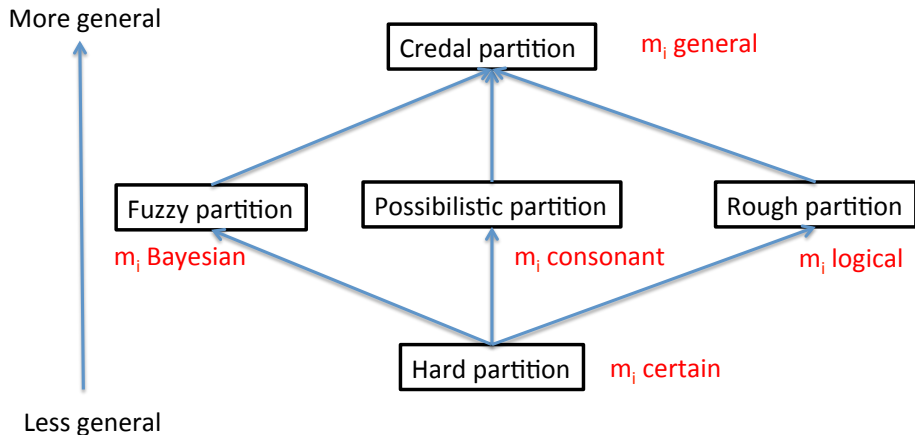 More general
Credal partition
m_i general
Fuzzy partition
Possibilistic partition
Rough partition
m_i Bayesian
m_i consonant
m_i logical
Hard partition
m_i certain
Less general